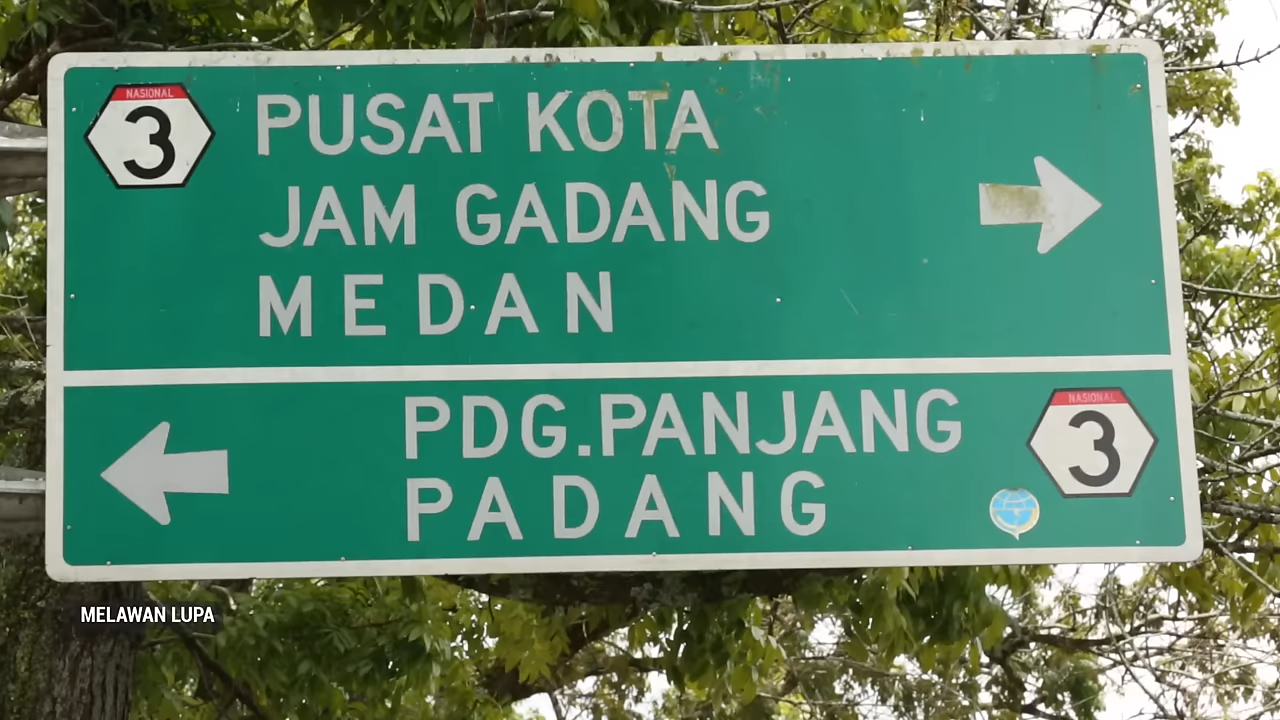 NASIONAL
3
PUSAT KOTA
JAM GADANG
MEDAN
PDG.PANJANG
PADANG
NASIONAL
3
MELAWAN LUPA